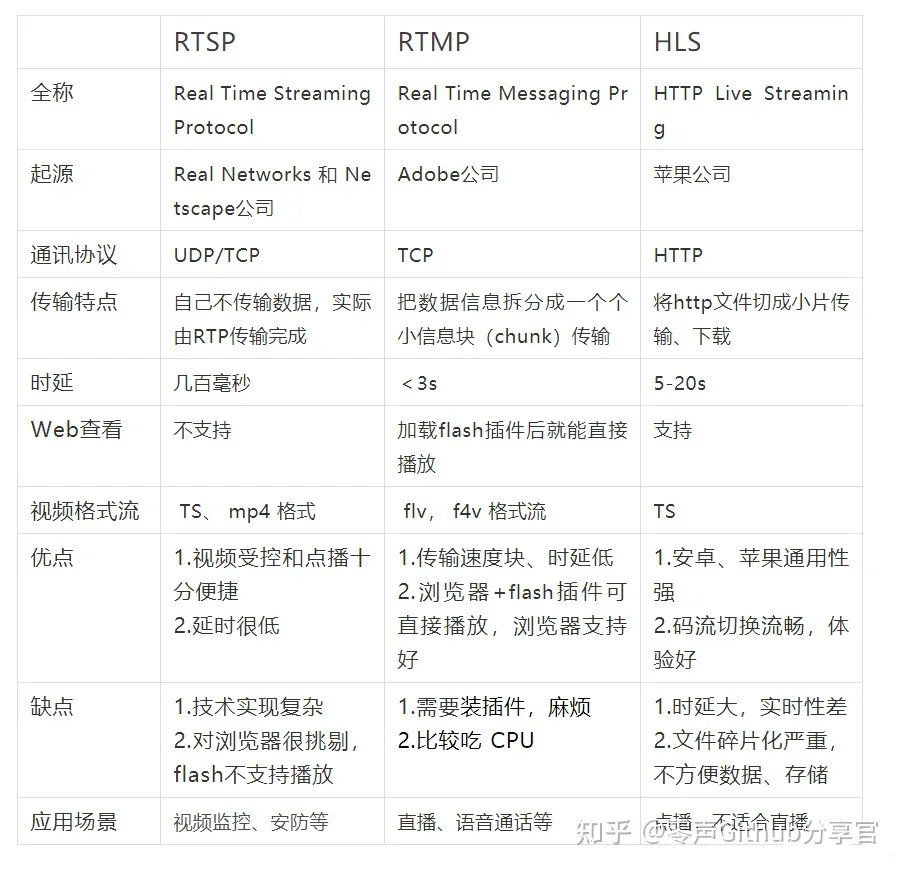 RTSP RTMP HLS
全称 Real Time Streaming Real Time Messaging Pr HTTP Live Streamin
Protocol otocol g
起源 Real Networks 和 Ne Adobe公司 苹果公司
tscape公司
通讯协议 UDP/TCP TCP HTTP
传输特点 自己不传输数据，实际 把数据信息拆分成一个个 将http文件切成小片传
由RTP传输完成 小信息块（chunk）传输 输、下载
时延 几百毫秒 ＜3s 5-20s
Web查看 不支持 加载flash插件后就能直接 支持
播放
视频格式流 TS、 mp4 格式 flv， f4v 格式流 TS
优点 1.视频受控和点播十 1.传输速度块、时延低 1.安卓、苹果通用性
分便捷 2.浏览器+flash插件可 强
2.延时很低 直接播放，浏览器支持 2.码流切换流畅，体
好 验好
缺点 1.技术实现复杂 1.需要装插件，麻烦 1.时延大，实时性差
2.对浏览器很挑剔， 2.比较吃 CPU 2.文件碎片化严重，
flash不支持播放 不方便数据、存储
应用场景 视频监控、安防等 直播、语音通话等 点播、不适合直播
知乎 @零声Github分享官